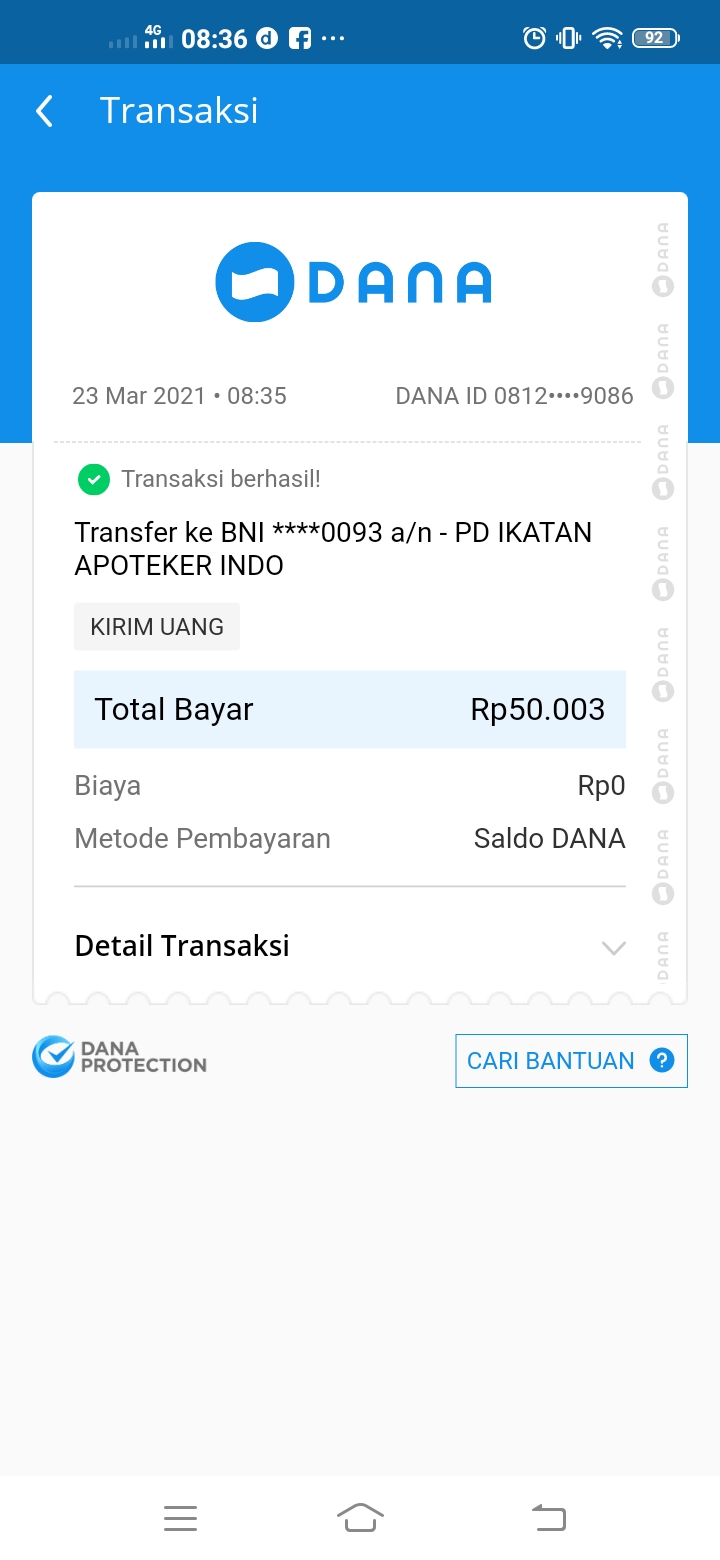 4G 08:36 92
Transaksi
DANA
23 Mar 2021 • 08:35 DANA ID 0812••••9086
Transaksi berhasil!
Transfer ke BNI ****0093 a/n - PD IKATAN
APOTEKER INDO
KIRIM UANG
Total Bayar Rp50.003
Biaya Rp0
Metode Pembayaran Saldo DANA
Detail Transaksi
DANA
DANA
DANA
DANA
DANA
DANA
DANA
DANA
DANA
PROTECTION
CARI BANTUAN ?